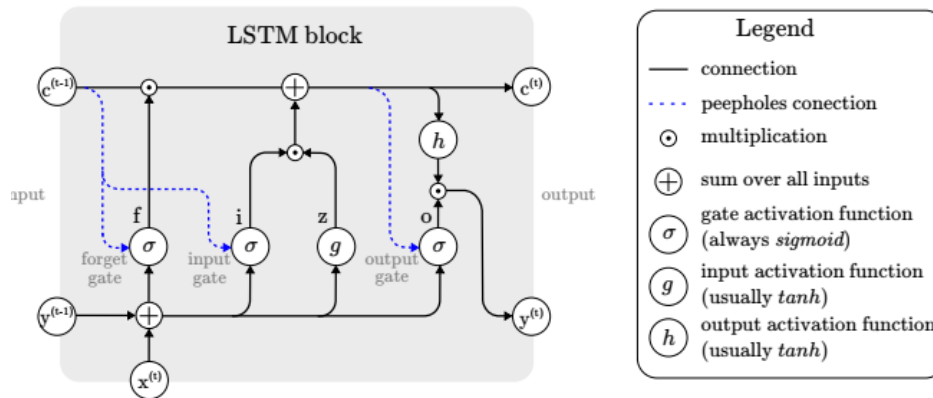 LSTM block
c(t-1)
c(t)
h
input
output
f
i
z
o
σ
σ
g
σ
forget
gate
input
gate
output
gate
y(t-1)
y(t)
x(t)
Legend
connection
peepholes conection
multiplication
sum over all inputs
σ
gate activation function
(always sigmoid)
g
input activation function
(usually tanh)
h
output activation function
(usually tanh)